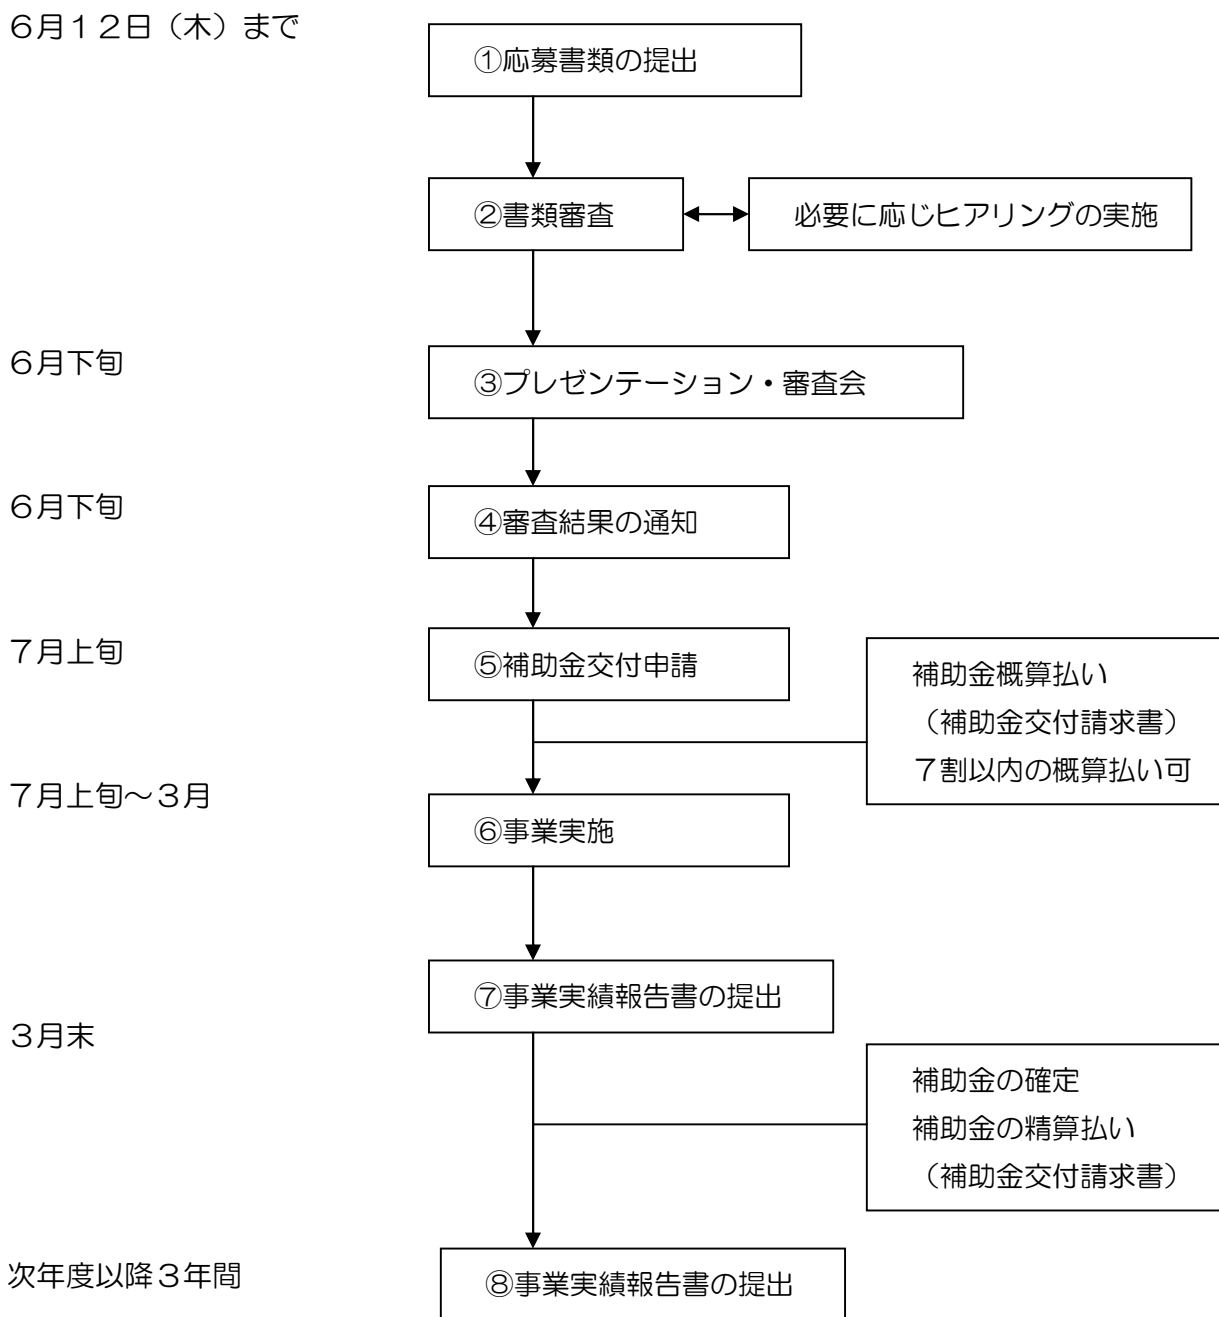 ６月１２日（木）まで
①応募書類の提出
②書類審査
必要に応じヒアリングの実施
６月下旬
③プレゼンテーション・審査会
６月下旬
④審査結果の通知
７月上旬
⑤補助金交付申請
補助金概算払い
（補助金交付請求書）
７割以内の概算払い可
７月上旬～３月
⑥事業実施
⑦事業実績報告書の提出
３月末
補助金の確定
補助金の精算払い
（補助金交付請求書）
次年度以降３年間
⑧事業実績報告書の提出